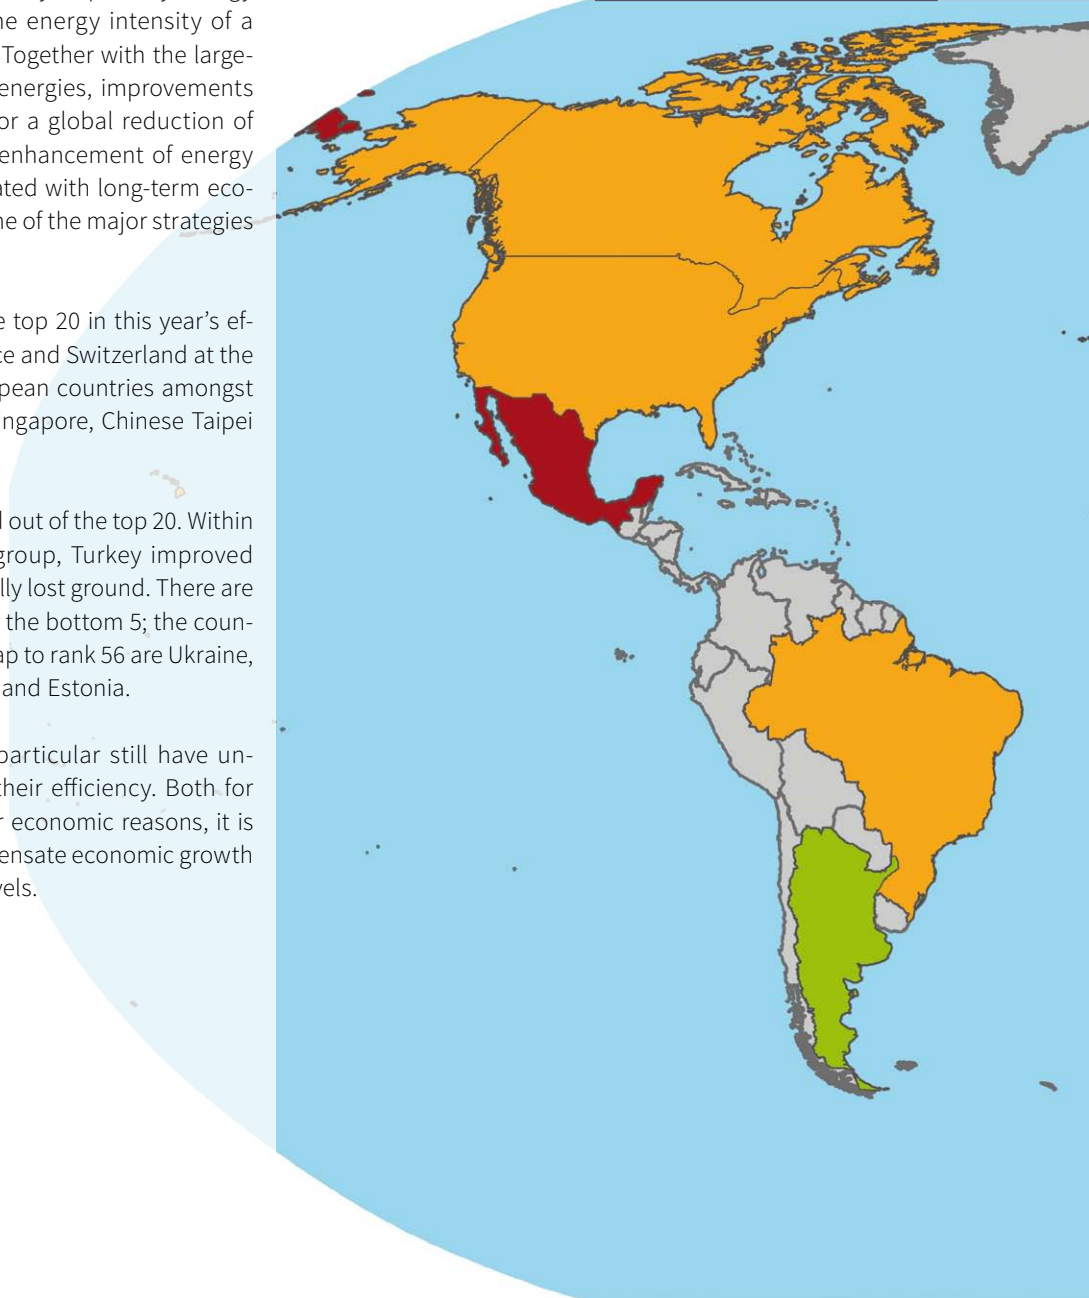 he energy intensity of a
Together with the large-
energies, improvements
or a global reduction of
enhancement of energy
ated with long-term eco-
ne of the major strategies
e top 20 in this year’s ef-
ce and Switzerland at the
pean countries amongst
ingapore, Chinese Taipei
d out of the top 20. Within
group, Turkey improved
lly lost ground. There are
the bottom 5; the coun-
ap to rank 56 are Ukraine,
and Estonia.
particular still have un-
their efficiency. Both for
r economic reasons, it is
pensate economic growth
vels.